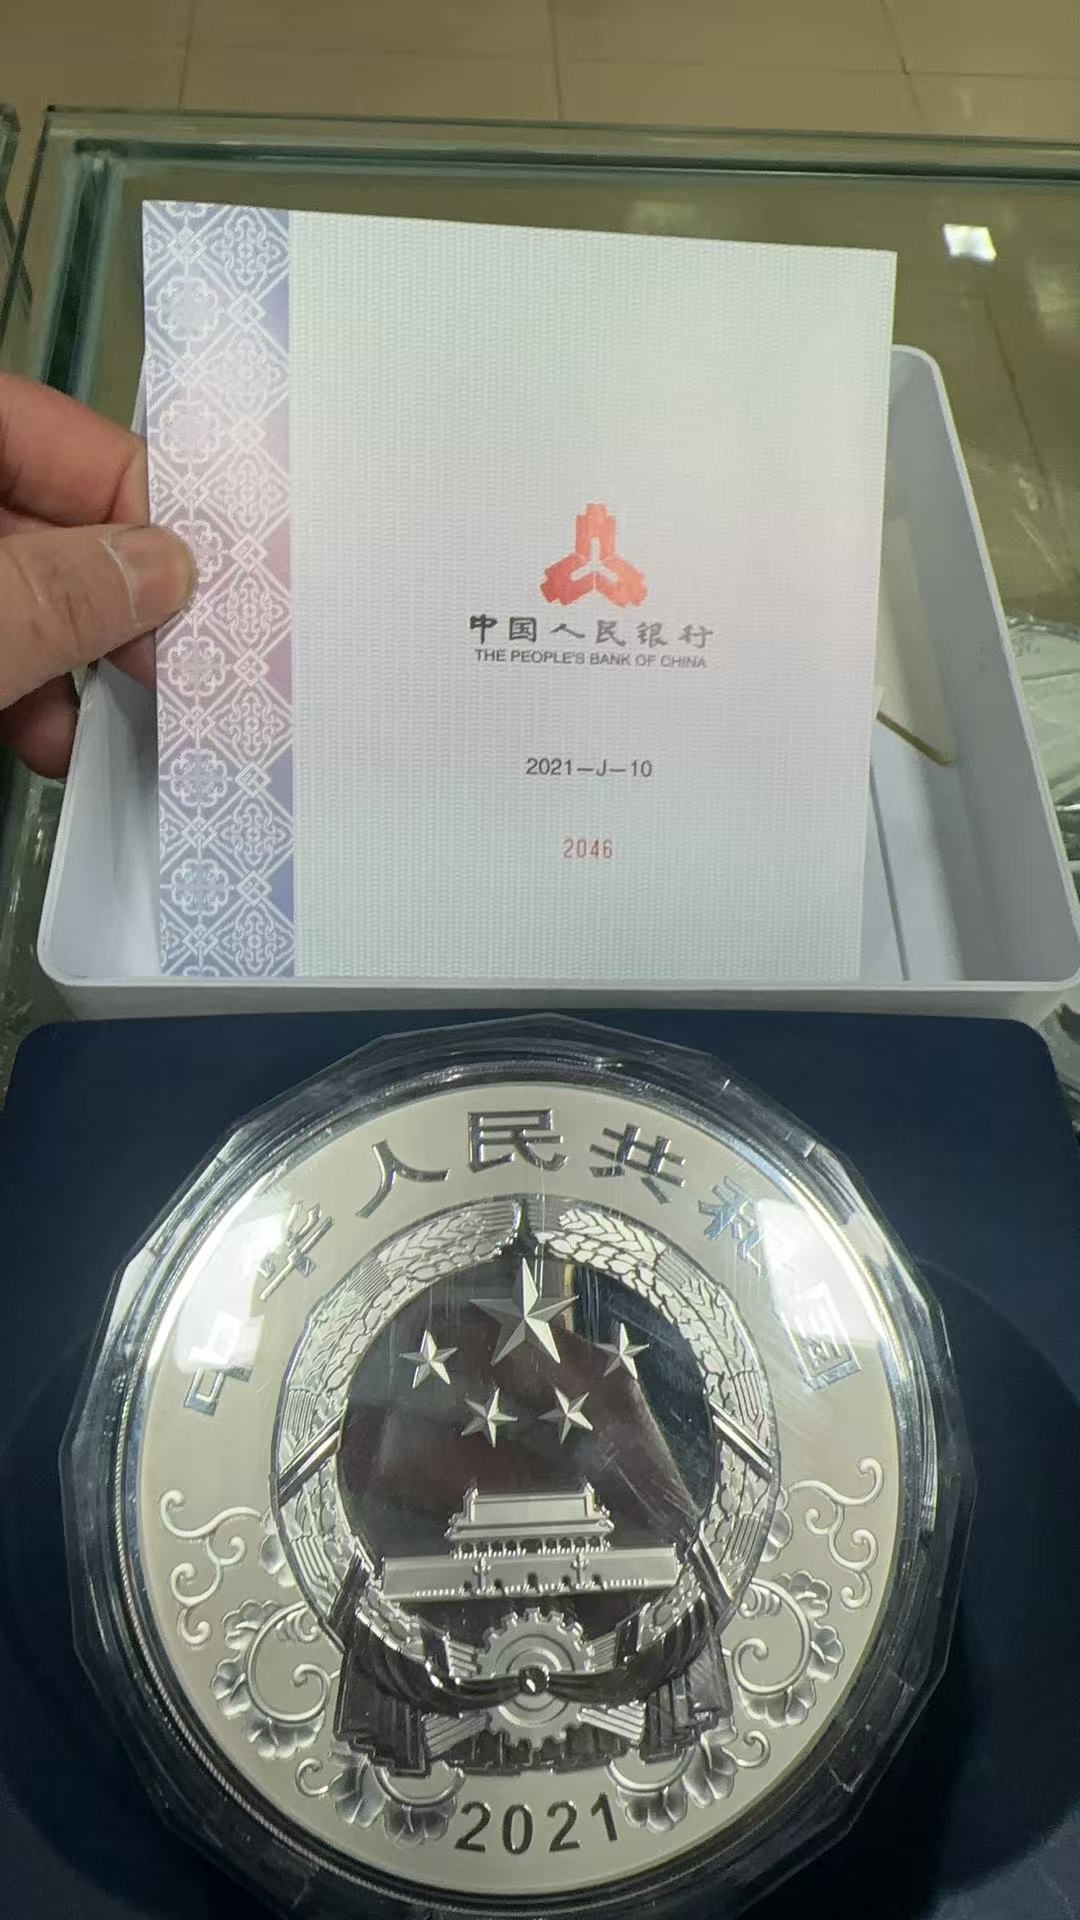 中国人民银行
THE PEOPLE'S BANK OF CHINA
2021—J—10
2046
中华人民共和国
2021